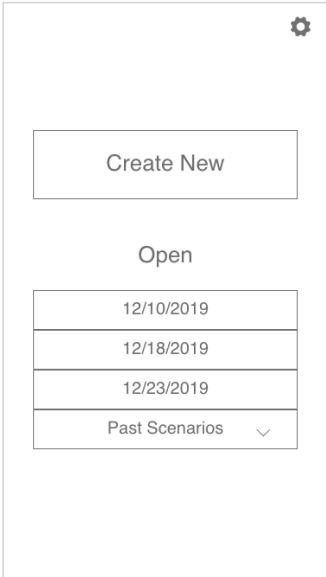 Create New
Open
12/10/2019
12/18/2019
12/23/2019
Past Scenarios